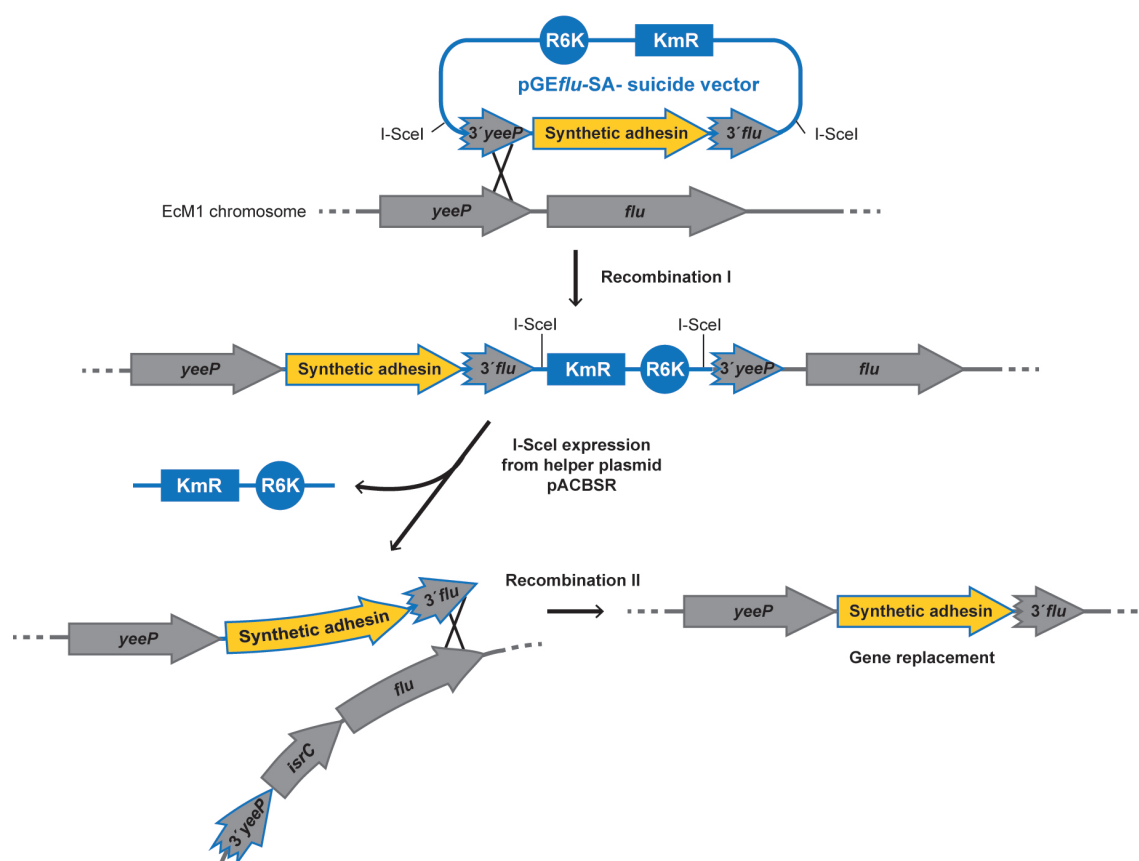 R6K
KmR
pGEflu-SA- suicide vector
I-SceI
3´yeeP
Synthetic adhesin
3´flu
I-SceI
EcM1 chromosome
yeeP
flu
Recombination I
I-SceI
I-SceI
yeeP
Synthetic adhesin
3´flu
KmR
R6K
3´yeeP
flu
I-SceI expression
from helper plasmid
pACBSR
KmR
R6K
yeeP
Synthetic adhesin
3´flu
flu
isrC
3´yeeP
Recombination II
yeeP
Synthetic adhesin
3´flu
Gene replacement